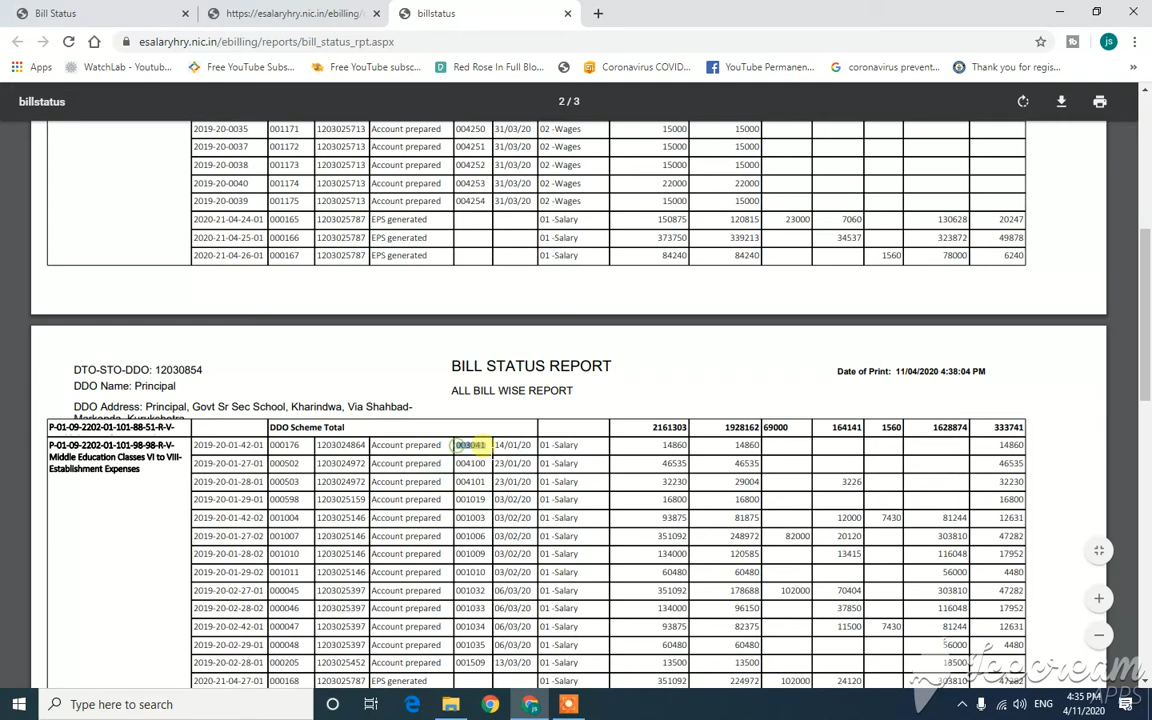 Bill Status
https://esalaryhry.nic.in/ebilling/
billstatus
esalaryhry.nic.in/ebilling/reports/bill_status_rpt.aspx
js
Apps
WatchLab - Youtub...
Free YouTube Subs...
Free YouTube subsc...
Red Rose In Full Blo...
Coronavirus COVID...
YouTube Permanen...
coronavirus prevent...
Thank you for regis...
billstatus
2 / 3
2019-20-0035 001171 1203025713 Account prepared 004250 31/03/20 02 -Wages 15000 15000
2019-20-0037 001172 1203025713 Account prepared 004251 31/03/20 02 -Wages 15000 15000
2019-20-0038 001173 1203025713 Account prepared 004252 31/03/20 02 -Wages 15000 15000
2019-20-0040 001174 1203025713 Account prepared 004253 31/03/20 02 -Wages 22000 22000
2019-20-0039 001175 1203025713 Account prepared 004254 31/03/20 02 -Wages 15000 15000
2020-21-04-24-01 000165 1203025787 EPS generated 01 -Salary 150875 120815 23000 7060 130628 20247
2020-21-04-25-01 000166 1203025787 EPS generated 01 -Salary 373750 339213 34537 323872 49878
2020-21-04-26-01 000167 1203025787 EPS generated 01 -Salary 84240 84240 1560 78000 6240
DTO-STO-DDO: 12030854
BILL STATUS REPORT
Date of Print: 11/04/2020 4:38:04 PM
DDO Name: Principal
ALL BILL WISE REPORT
DDO Address: Principal, Govt Sr Sec School, Kharindwa, Via Shahbad-
P-01-09-2202-01-101-88-51-R-V- DDO Scheme Total 2161303 1928162 69000 164141 1560 1628874 333741
P-01-09-2202-01-101-98-98-R-V- 2019-20-01-42-01 000176 1203024864 Account prepared 003041 14/01/20 01 -Salary 14860 14860 14860
Middle Education Classes VI to VIII-
Establishment Expenses
2019-20-01-27-01 000502 1203024972 Account prepared 004100 23/01/20 01 -Salary 46535 46535 46535
2019-20-01-28-01 000503 1203024972 Account prepared 004101 23/01/20 01 -Salary 32230 29004 3226 32230
2019-20-01-29-01 000598 1203025159 Account prepared 001019 3/02/20 01 -Salary 16800 16800 16800
2019-20-01-42-02 001004 1203025146 Account prepared 001003 03/02/20 01 -Salary 93875 81875 12000 7430 81244 12631
2019-20-01-27-02 001007 1203025146 Account prepared 001006 03/02/20 01 -Salary 351092 248972 82000 20120 303810 47282
2019-20-01-28-02 001010 1203025146 Account prepared 001009 03/02/20 01 -Salary 134000 120585 13415 116048 17952
2019-20-01-29-02 001011 1203025146 Account prepared 001010 03/02/20 01 -Salary 60480 60480 56000 4480
2019-20-02-27-01 000045 1203025397 Account prepared 001032 06/03/20 01 -Salary 351092 178688 102000 70404 303810 47282
2019-20-02-28-02 000046 1203025397 Account prepared 001033 06/03/20 01 -Salary 134000 96150 37850 116048 17952
2019-20-02-42-02 000047 1203025397 Account prepared 001034 06/03/20 01 -Salary 93875 82375 11500 7430 81244 12631
2019-20-02-29-01 000048 1203025397 Account prepared 001035 06/03/20 01 -Salary 60480 60480 56000 4480
2019-20-02-28-01 000205 1203025452 Account prepared 001509 13/03/20 01 -Salary 13500 13500 13500
2020-21-04-27-01 000168 1203025787 EPS generated 01 -Salary 351092 224972 102000 24120 303810 47282
Icecream
APPS
Type here to search
ENG
4:35 PM
4/11/2020